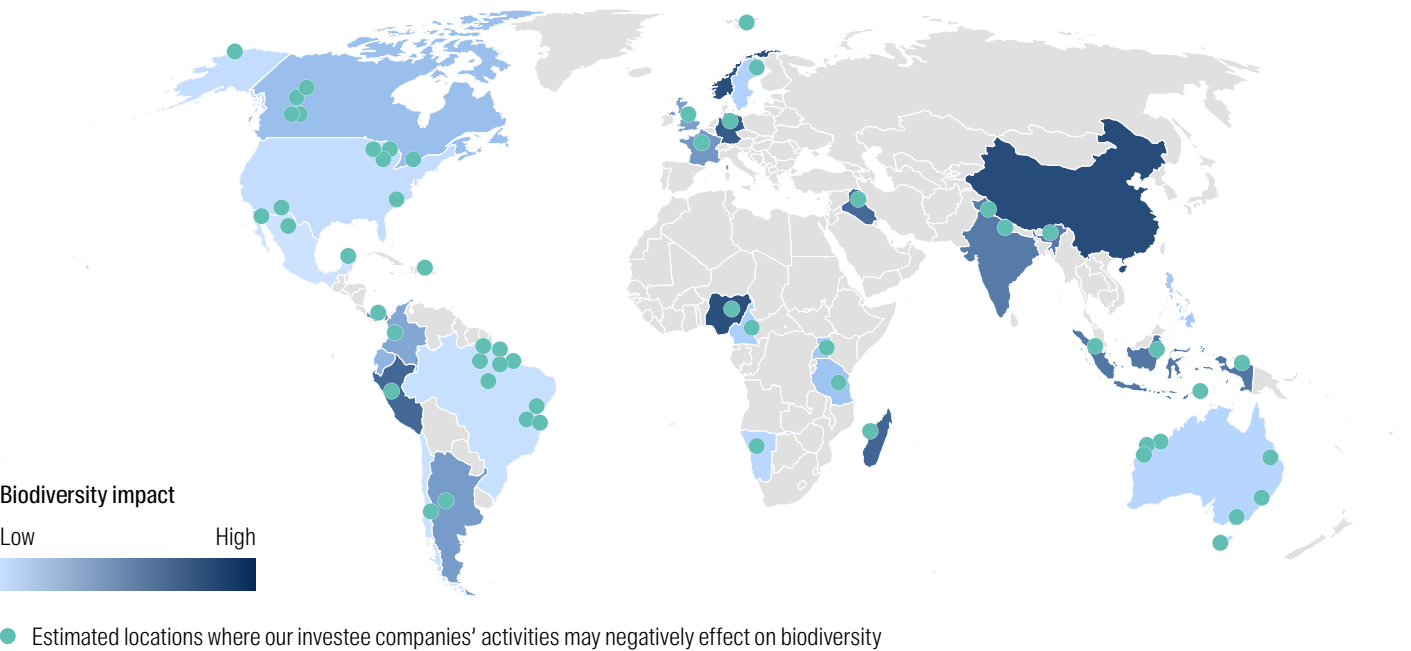 Biodiversity impact
Low High
Estimated locations where our investee companies’ activities may negatively effect on biodiversity